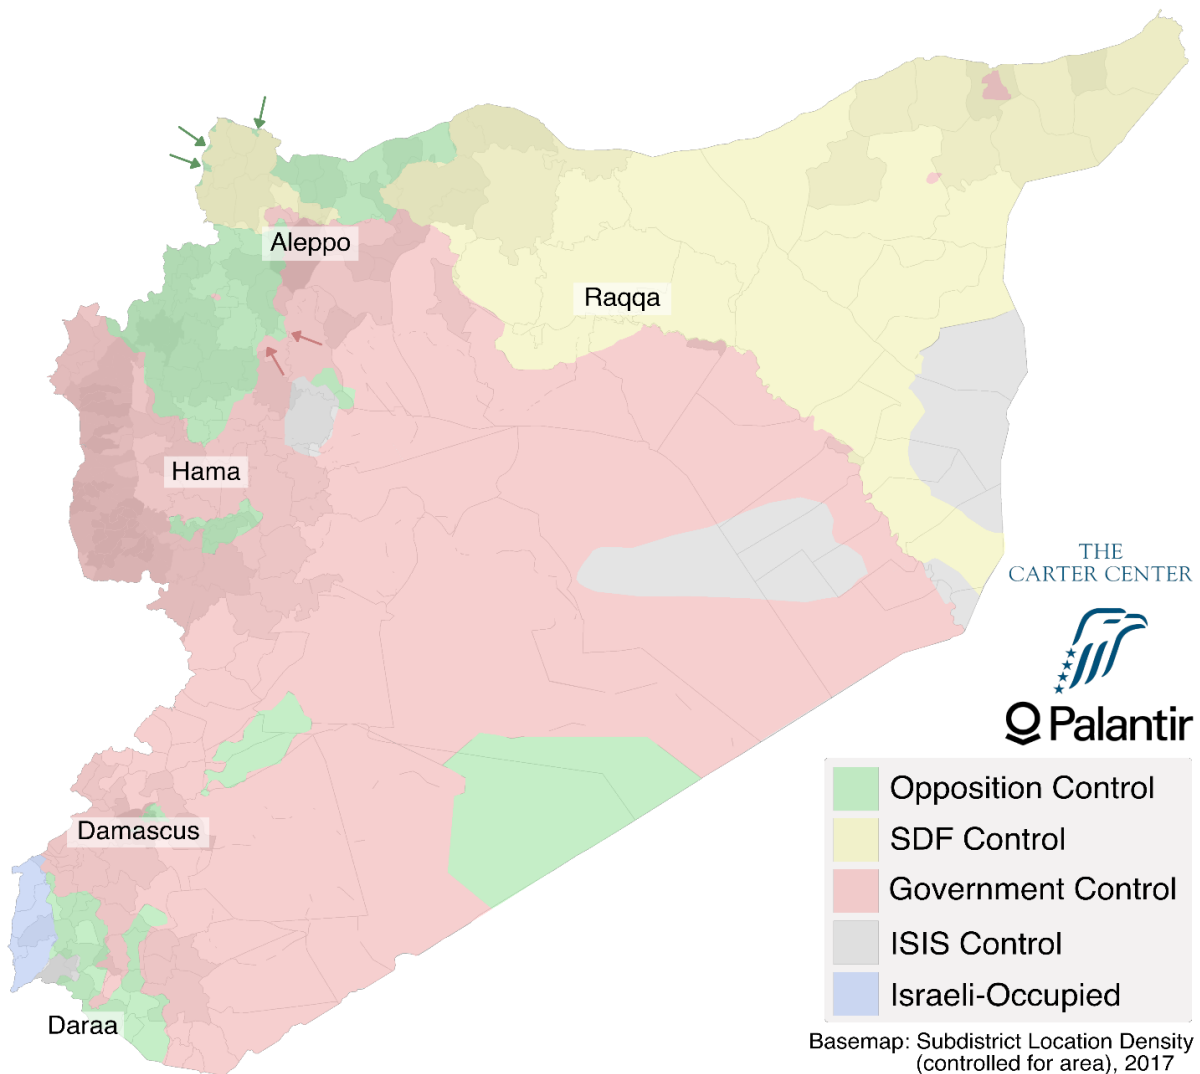 Aleppo
Raqqa
Hama
THE
CARTER CENTER
Palantir
Opposition Control
Damascus
SDF Control
Government Control
ISIS Control
Israeli-Occupied
Daraa
Basemap: Subdistrict Location Density
(controlled for area), 2017